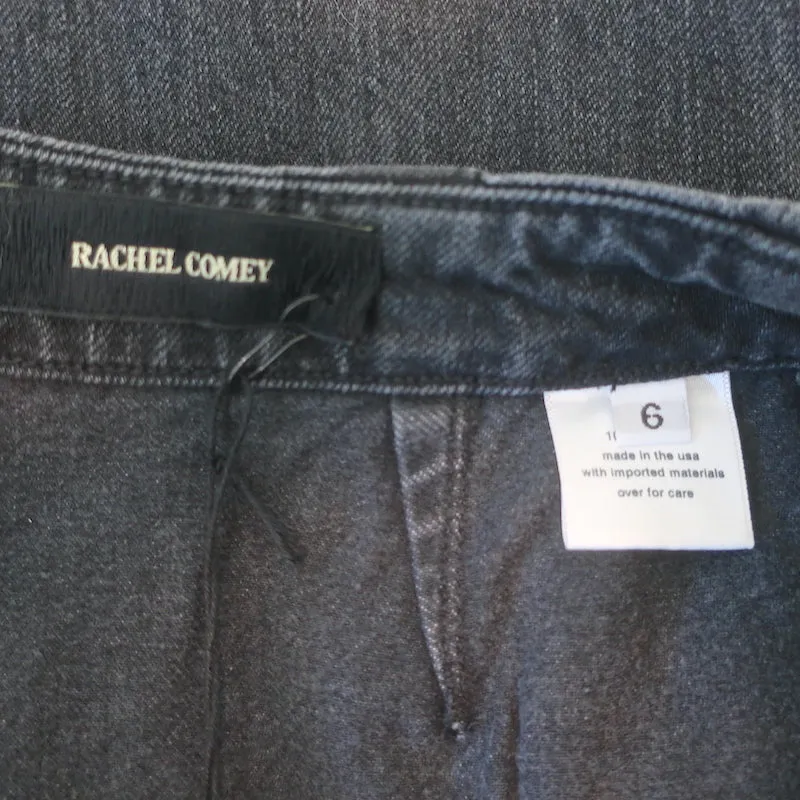 RACHEL COMEY
6
made in the usa
with imported materials
over for care